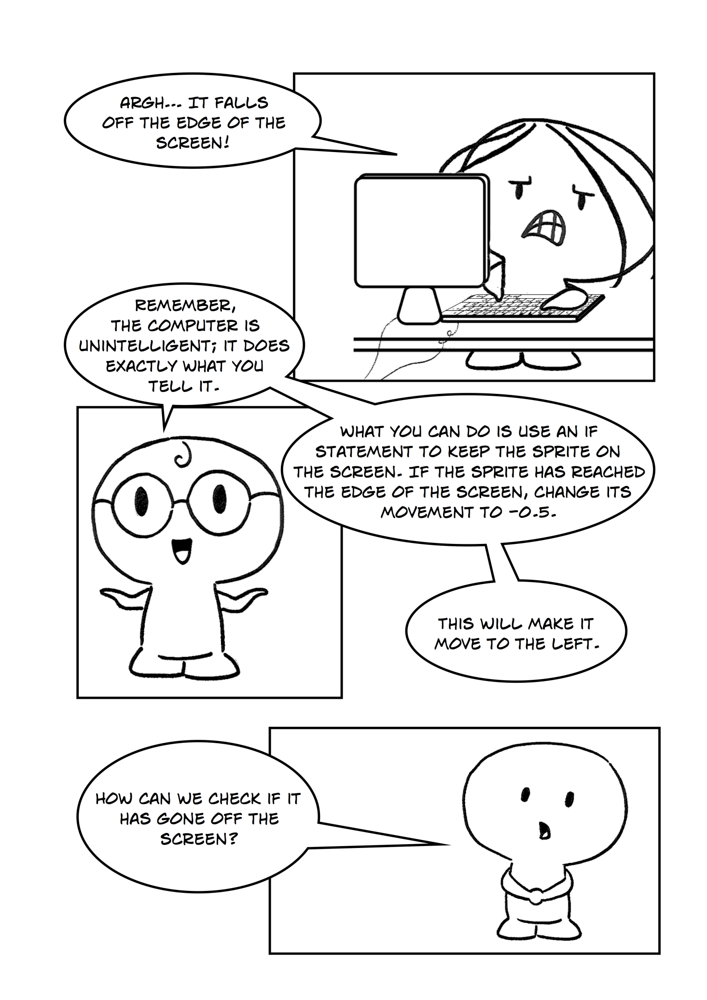 ARGH... IT FALLS
OFF THE EDGE OF THE
SCREEN!
REMEMBER,
THE COMPUTER IS
UNINTELLIGENT; IT DOES
EXACTLY WHAT YOU
TELL IT.
WHAT YOU CAN DO IS USE AN IF
STATEMENT TO KEEP THE SPRITE ON
THE SCREEN. IF THE SPRITE HAS REACHED
THE EDGE OF THE SCREEN, CHANGE ITS
MOVEMENT TO -0.5.
THIS WILL MAKE IT
MOVE TO THE LEFT.
HOW CAN WE CHECK IF IT
HAS GONE OFF THE
SCREEN?